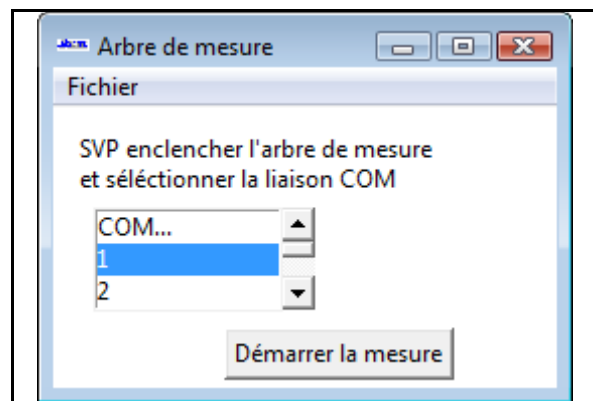 Arbre de mesure
Fichier
SVP enclencher l'arbre de mesure
et séléctionner la liaison COM
COM...
1
2
Démarrer la mesure